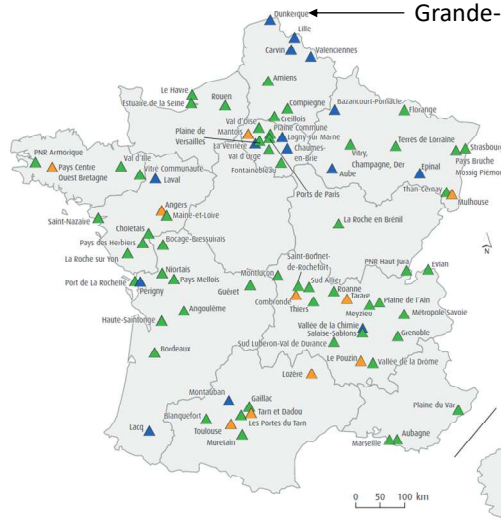 Dunkerque
Grande-
Lille
Carvin
Valenciennes
Amiens
Le Havre
Estuaire de la Seine
Rouen
Compiègne
Creillois
Bazancourt-Pomacle
Florange
Val d'Oise
Mantois
Plaine Commune
Plaine de
Versailles
Lagny sur Marne
La Verrière
Val d'Orge
Chaumes-
en-Brie
Fontainebleau
Vitry,
Champagne, Der
Terres de Lorraine
Strasbourg
Pays Bruche
Mossig Piémont
Aube
Epinal
Than-Cernay
Mulhouse
Ports de Paris
PNR Armorique
Pays Centre
Ouest Bretagne
Val d'Ille
Vitré Communauté
Laval
Angers
Maine-et-Loire
Saint-Nazaire
Choletais
Pays des Herbiers
Bocage-Bressuirais
La Roche sur Yon
Niortais
Port de La Rochelle
Périgny
Pays Mellois
Angoulême
Haute-Saintonge
Bordeaux
La Roche en Brénil
N
Saint-Bonnet-
de-Rochefort
Montluçon
Sud Allier
Guéret
Combronde
Thiers
Roanne
Tarare
Meyzieu
PNR Haut Jura
Evian
Plaine de l'Ain
Métropole Savoie
Vallée de la Chimie
Salaise-Sablons
Grenoble
Sud Luberon-Val de Durance
Le Pouzin
Vallée de la Drôme
Lozère
Montauban
Gaillac
Blanquefort
Tarn et Dadou
Les Portes du Tarn
Toulouse
Muretain
Lacq
Plaine du Var
Aubagne
Marseille
0 50 100 km